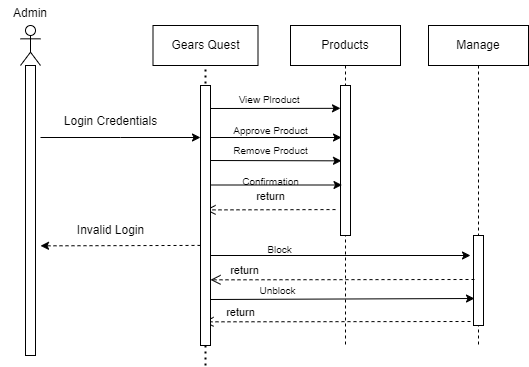 Admin
Gears Quest
Products
Manage
View Plroduct
Login Credentials
Approve Product
Remove Product
Confirmation
return
Invalid Login
Block
return
Unblock
return